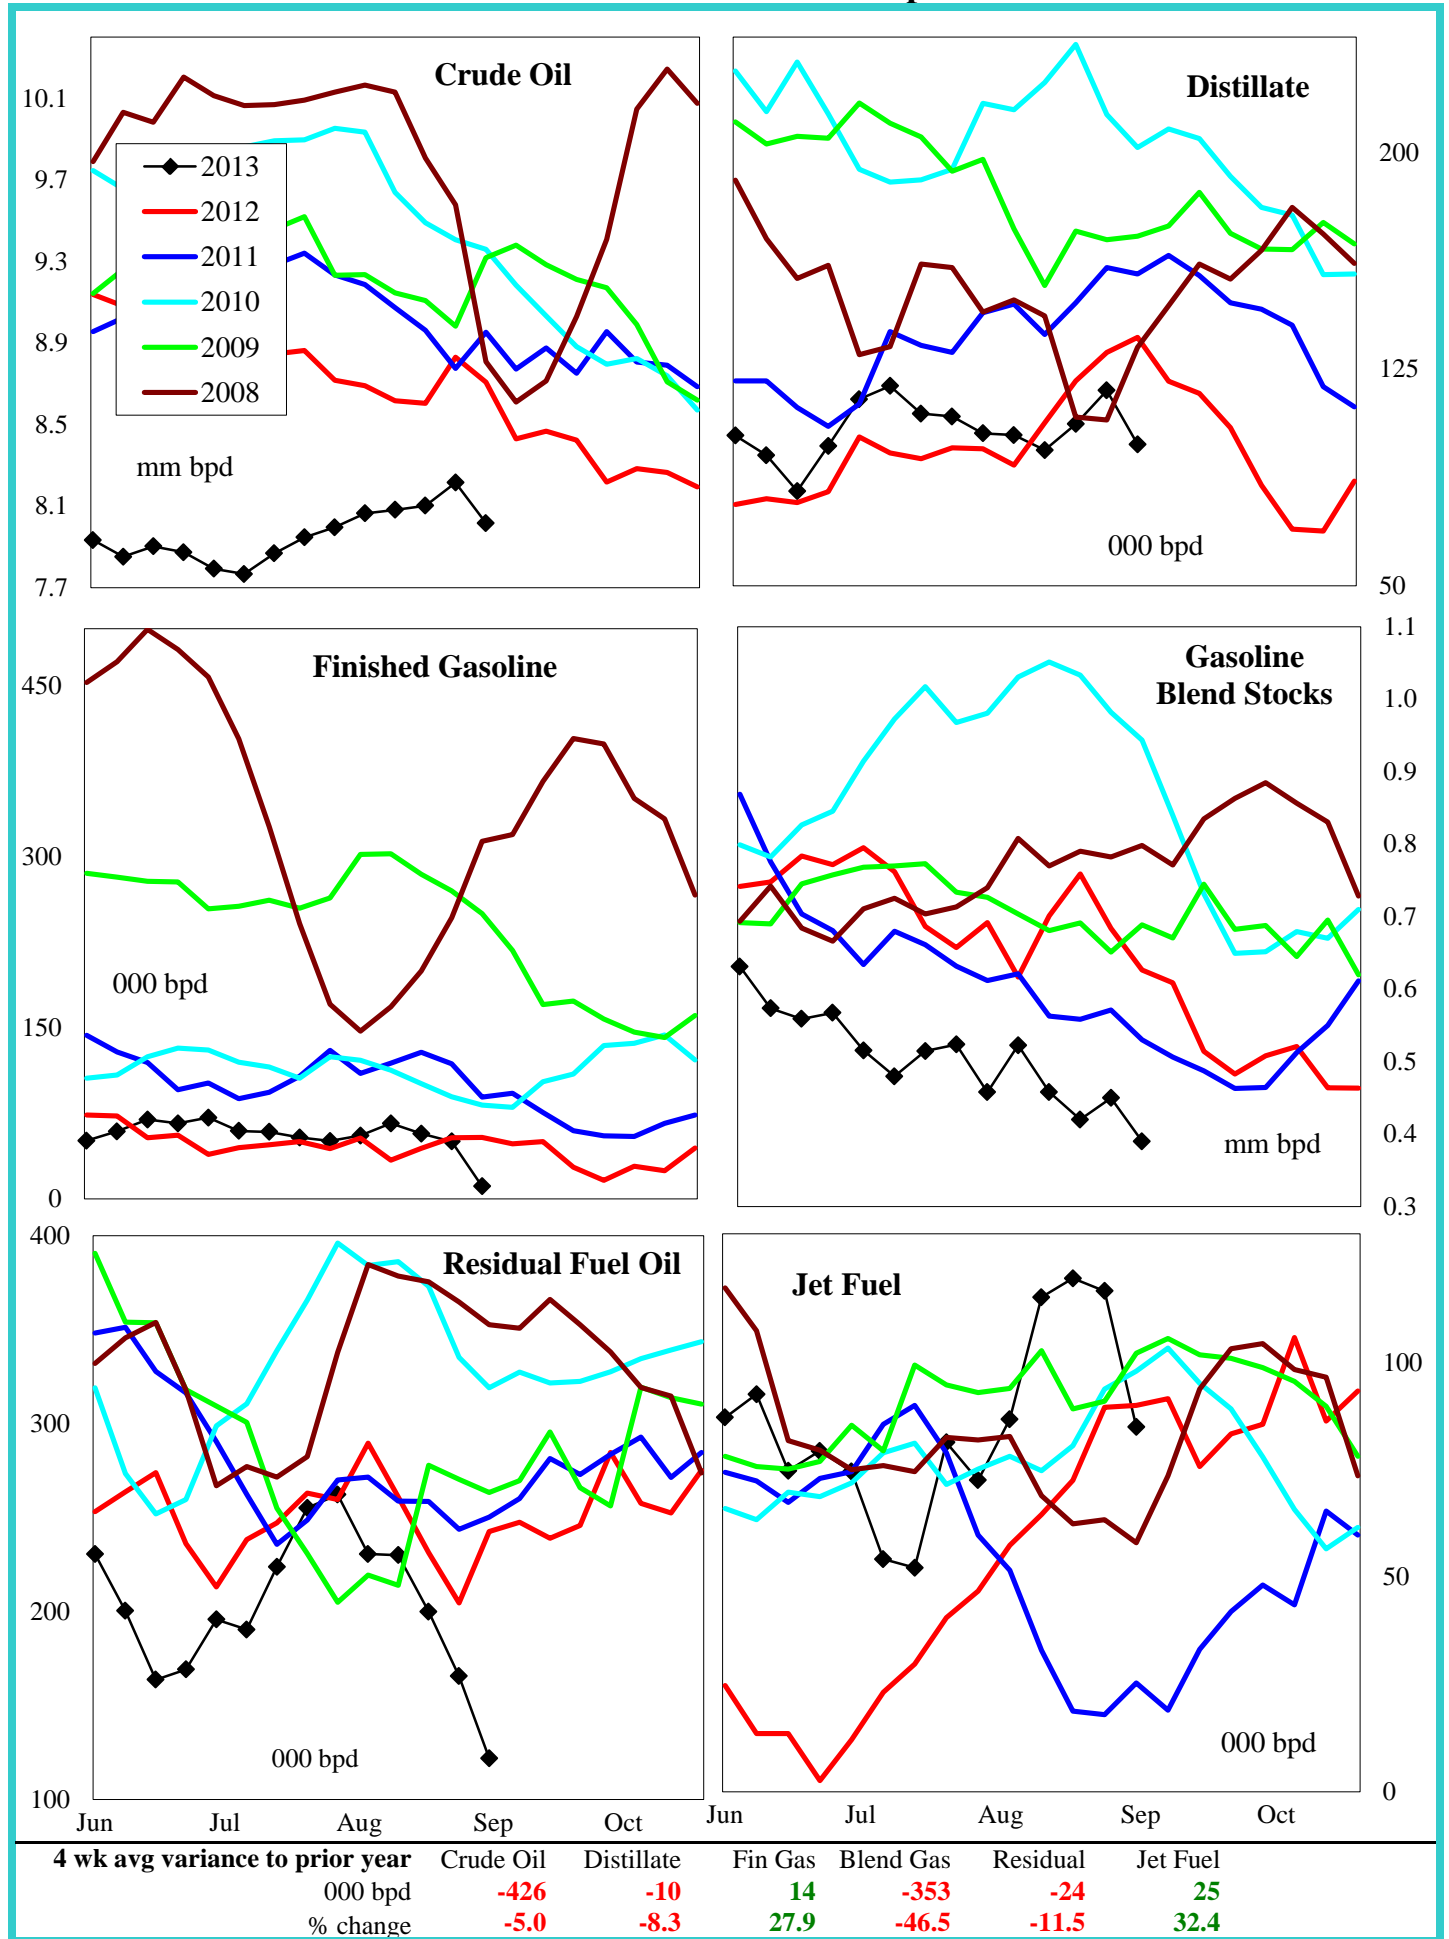 Crude Oil
10.1
9.7
9.3
8.9
8.5
8.1
7.7
2013
2012
2011
2010
2009
2008
mm bpd
Distillate
200
125
50
000 bpd
Finished Gasoline
450
300
150
0
000 bpd
Gasoline
Blend Stocks
1.1
1.0
0.9
0.8
0.7
0.6
0.5
0.4
0.3
mm bpd
Residual Fuel Oil
400
300
200
100
000 bpd
Jun Jul Aug Sep Oct
Jet Fuel
100
50
0
000 bpd
Jun Jul Aug Sep Oct
4 wk avg variance to prior year Crude Oil Distillate Fin Gas Blend Gas Residual Jet Fuel
000 bpd -426 -10 14 -353 -24 25
% change -5.0 -8.3 27.9 -46.5 -11.5 32.4